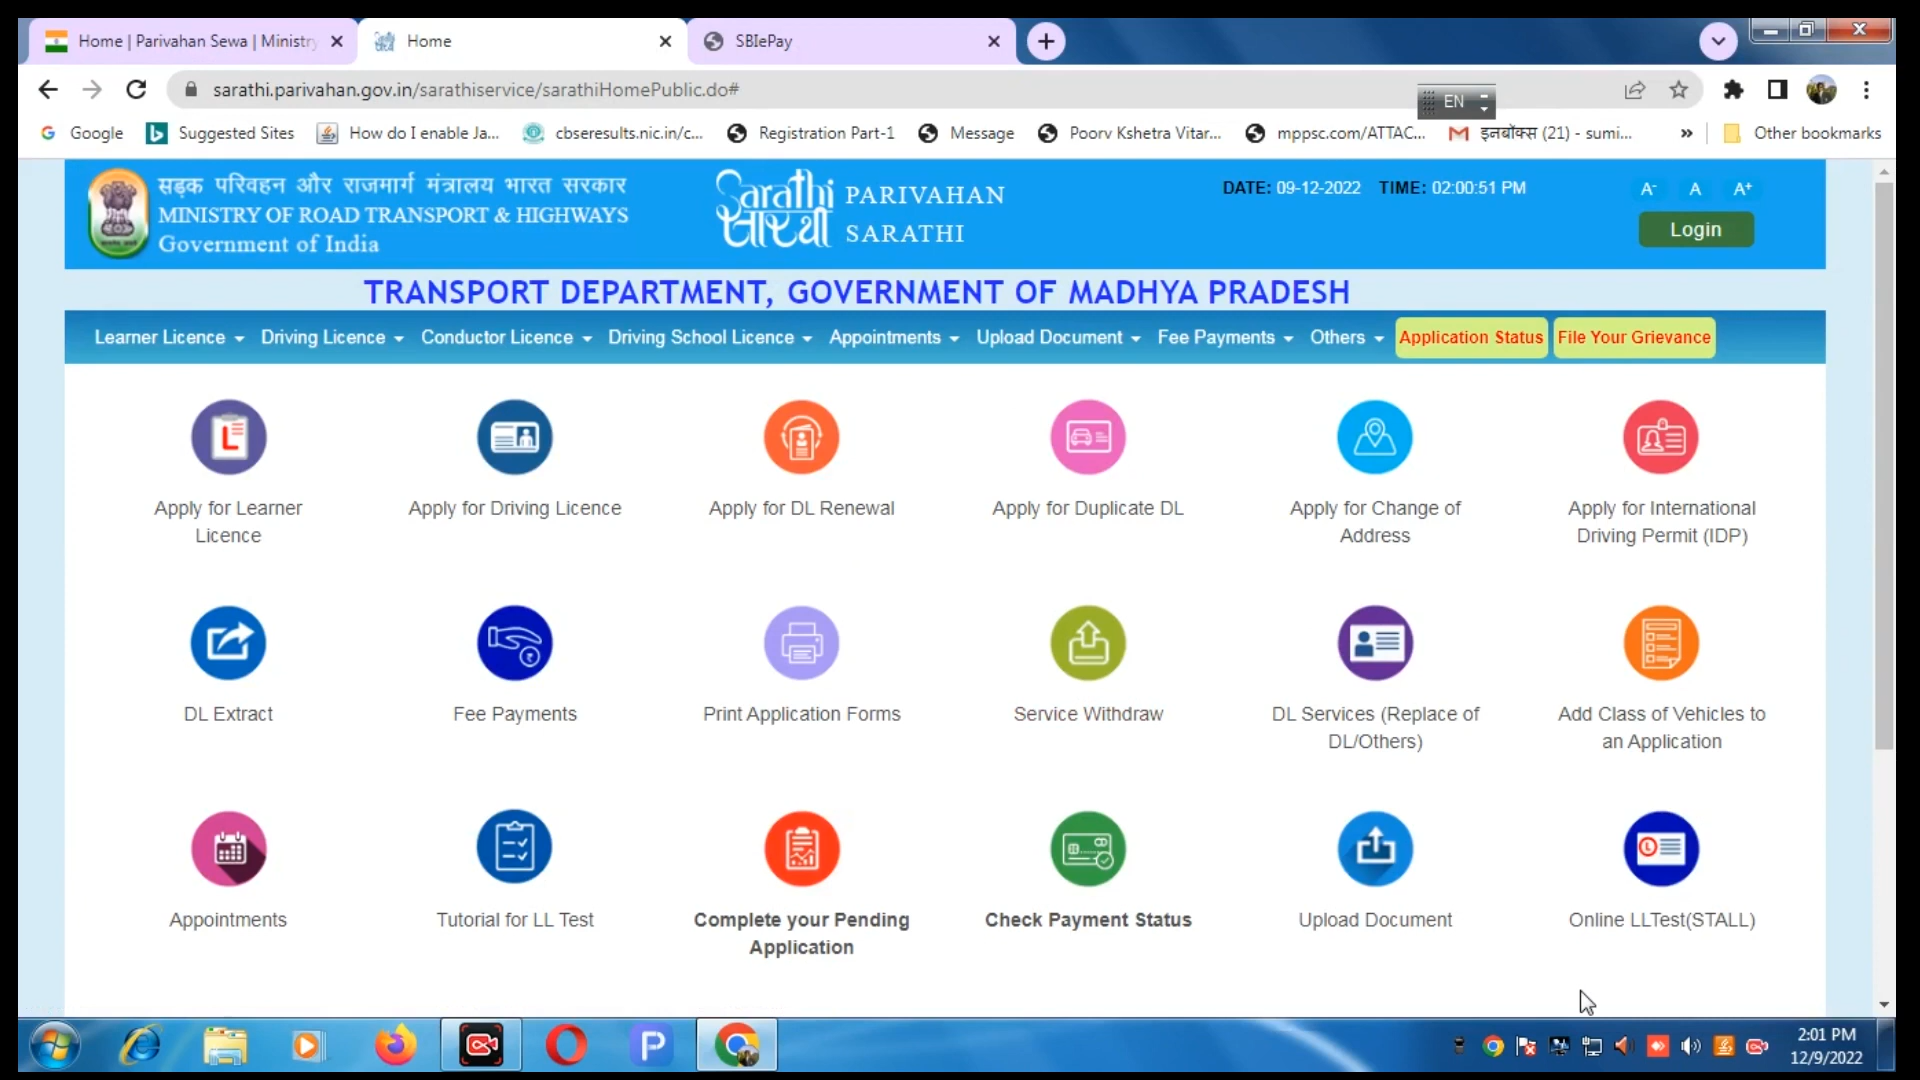 Home | Parivahan Sewa | Ministry
Home
SBIePay
sarathi.parivahan.gov.in/sarathiservice/sarathiHomePublic.do#
EN
Google
Suggested Sites
How do I enable Ja...
cbseresults.nic.in/c...
Registration Part-1
Message
Poorv Kshetra Vitar...
mppsc.com/ATTAC...
इनबॉक्स (21) - sumi...
»
Other bookmarks
सड़क परिवहन और राजमार्ग मंत्रालय भारत सरकार
MINISTRY OF ROAD TRANSPORT & HIGHWAYS
Government of India
Sarathi
सारथी
PARIVAHAN
SARATHI
DATE: 09-12-2022 TIME: 02:00:51 PM
A- A A+
Login
TRANSPORT DEPARTMENT, GOVERNMENT OF MADHYA PRADESH
Learner Licence Driving Licence Conductor Licence Driving School Licence Appointments Upload Document Fee Payments Others Application Status File Your Grievance
Apply for Learner
Licence
Apply for Driving Licence
Apply for DL Renewal
Apply for Duplicate DL
Apply for Change of
Address
Apply for International
Driving Permit (IDP)
DL Extract
Fee Payments
Print Application Forms
Service Withdraw
DL Services (Replace of
DL/Others)
Add Class of Vehicles to
an Application
Appointments
Tutorial for LL Test
Complete your Pending
Application
Check Payment Status
Upload Document
Online LLTest(STALL)
2:01 PM
12/9/2022